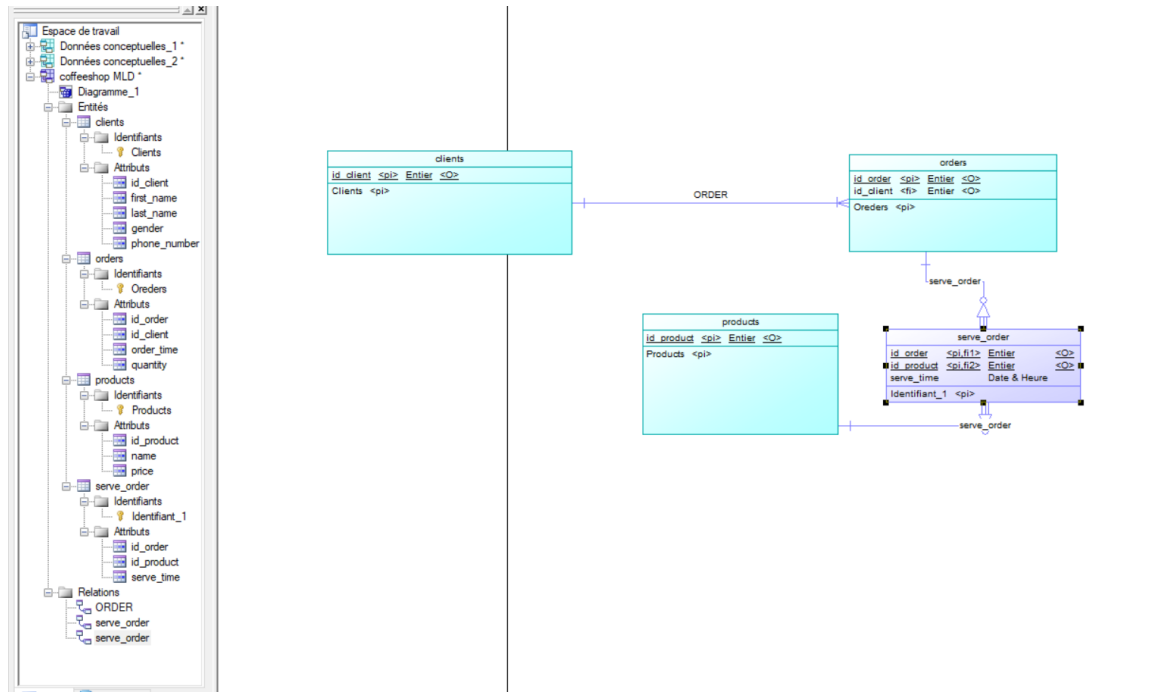 Espace de travail
Données conceptuelles_1 *
Données conceptuelles_2 *
coffeeshop MLD *
Diagramme_1
Entités
clients
Identifiants
Clients
Attributs
id_client
first_name
last_name
gender
phone_number
orders
Identifiants
Oreders
Attributs
id_order
id_client
order_time
quantity
products
Identifiants
Products
Attributs
id_product
name
price
serve_order
Identifiants
Identifiant_1
Attributs
id_order
id_product
serve_time
Relations
ORDER
serve_order
serve_order
clients
id_client <pi> Entier <O>
Clients <pi>
ORDER
orders
id_order <pi> Entier <O>
id_client <fi> Entier <O>
Oreders <pi>
serve_order
products
id_product <pi> Entier <O>
Products <pi>
serve_order
id_order <pi,fi1> Entier <O>
id_product <pi,fi2> Entier <O>
serve_time Date & Heure
Identifiant_1 <pi>
serve_order